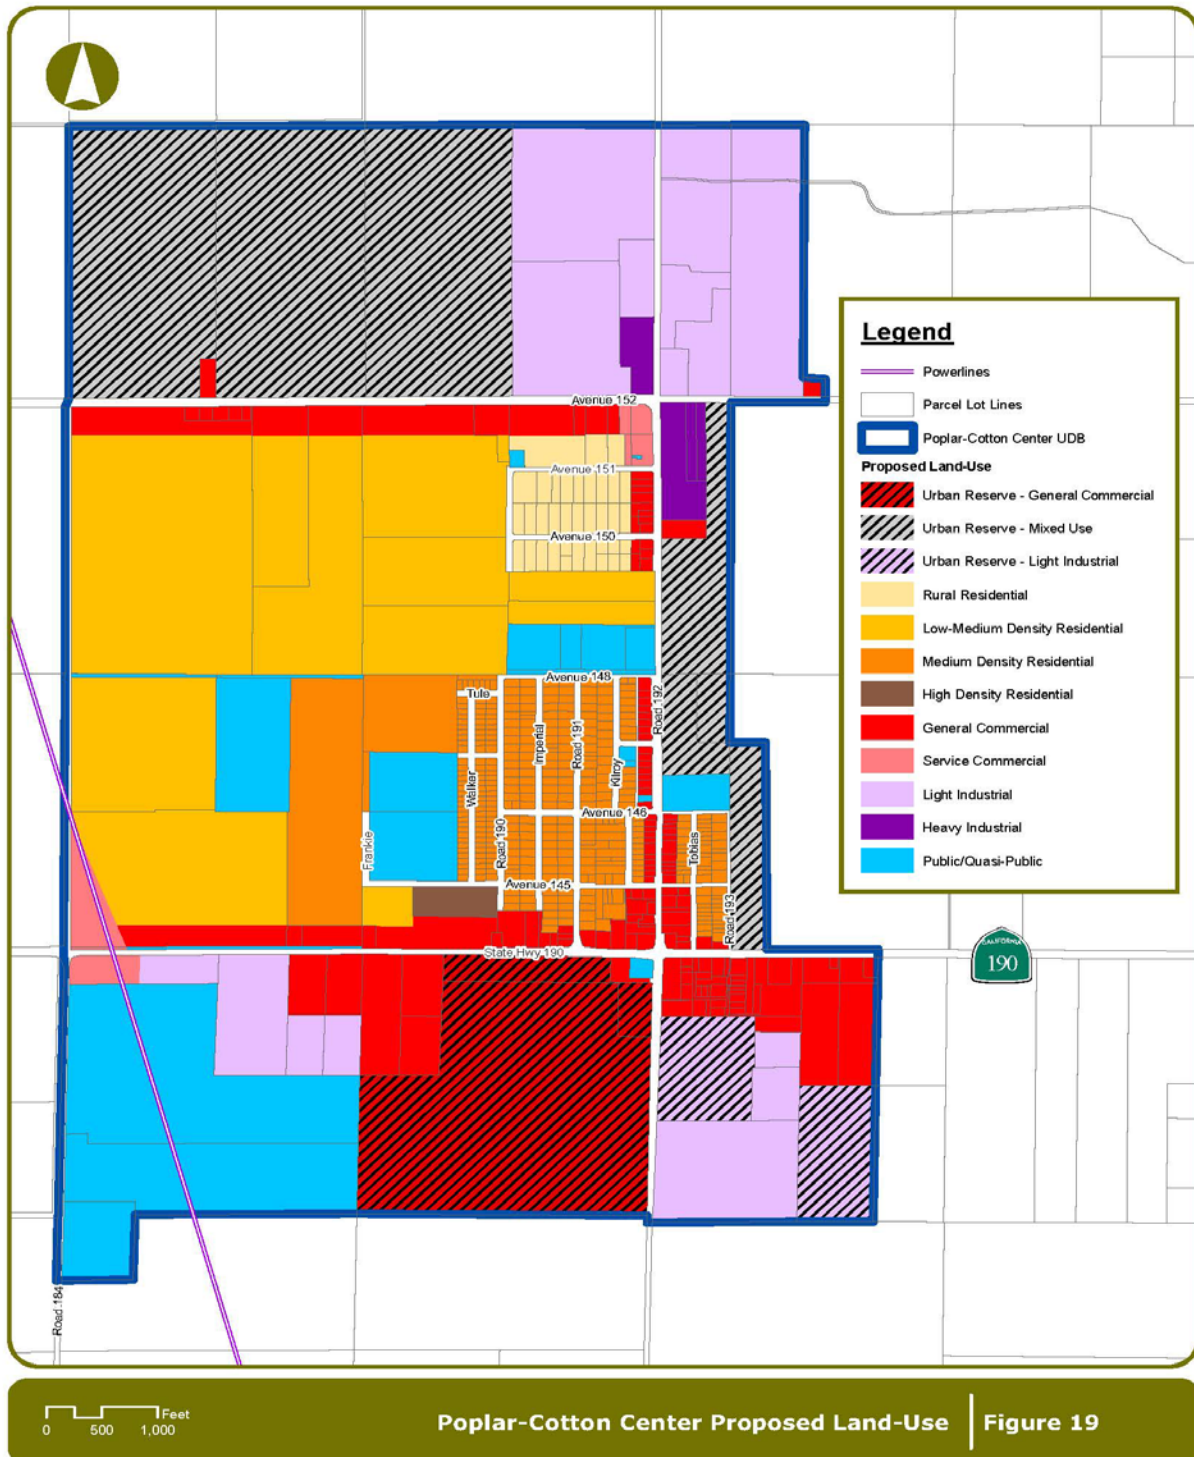 Legend
Powerlines
Parcel Lot Lines
Poplar-Cotton Center UDB
Proposed Land-Use
Urban Reserve - General Commercial
Urban Reserve - Mixed Use
Urban Reserve - Light Industrial
Rural Residential
Low-Medium Density Residential
Medium Density Residential
High Density Residential
General Commercial
Service Commercial
Light Industrial
Heavy Industrial
Public/Quasi-Public
Avenue 152
Avenue 151
Avenue 150
Avenue 148
Tule
Road 192
Imperial
Road 191
Kilroy
Walker
Avenue 146
Frankie
Road 190
Tobias
Avenue 145
Road 193
State Hwy 190
CALIFORNIA
190
Road 184
Feet
0 500 1,000
Poplar-Cotton Center Proposed Land-Use
Figure 19